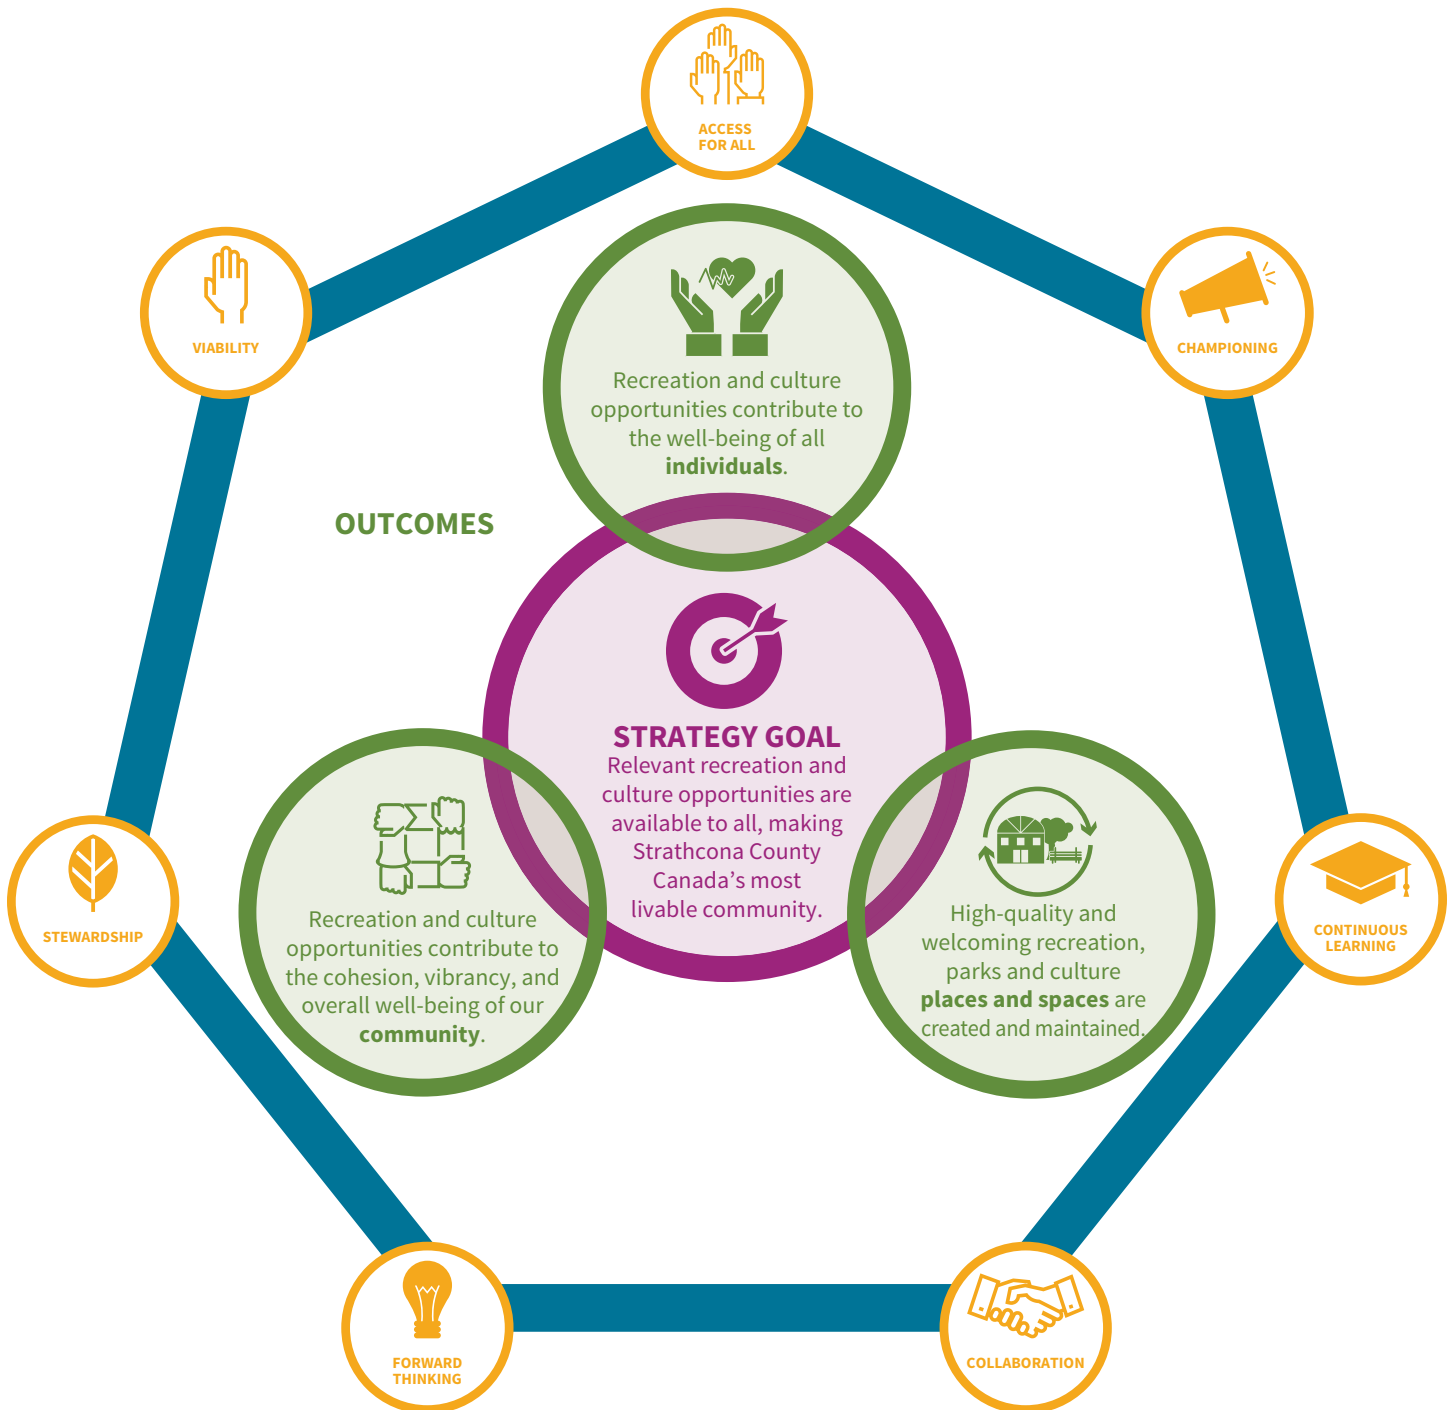 ACCESS
FOR ALL
VIABILITY
CHAMPIONING
Recreation and culture
opportunities contribute to
the well-being of all
individuals.
OUTCOMES
STRATEGY GOAL
Relevant recreation and
culture opportunities are
available to all, making
Strathcona County
Canada’s most
livable community.
Recreation and culture
opportunities contribute to
the cohesion, vibrancy, and
overall well-being of our
community.
High-quality and
welcoming recreation,
parks and culture
places and spaces are
created and maintained.
STEWARDSHIP
CONTINUOUS
LEARNING
FORWARD
THINKING
COLLABORATION